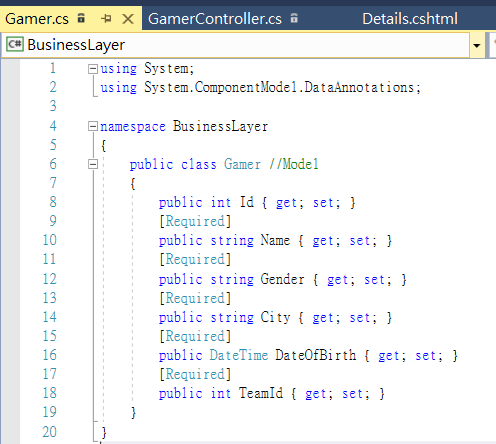 Gamer.cs GamerController.cs Details.cshtml
C# BusinessLayer
1 using System;
2 using System.ComponentModel.DataAnnotations;
3
4 namespace BusinessLayer
5 {
6 public class Gamer //Model
7 {
8 public int Id { get; set; }
9 [Required]
10 public string Name { get; set; }
11 [Required]
12 public string Gender { get; set; }
13 [Required]
14 public string City { get; set; }
15 [Required]
16 public DateTime DateOfBirth { get; set; }
17 [Required]
18 public int TeamId { get; set; }
19 }
20 }